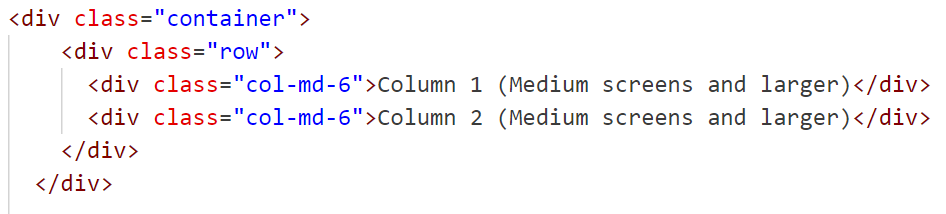 <div class="container">
    <div class="row">
      <div class="col-md-6">Column 1 (Medium screens and larger)</div>
      <div class="col-md-6">Column 2 (Medium screens and larger)</div>
    </div>
  </div>